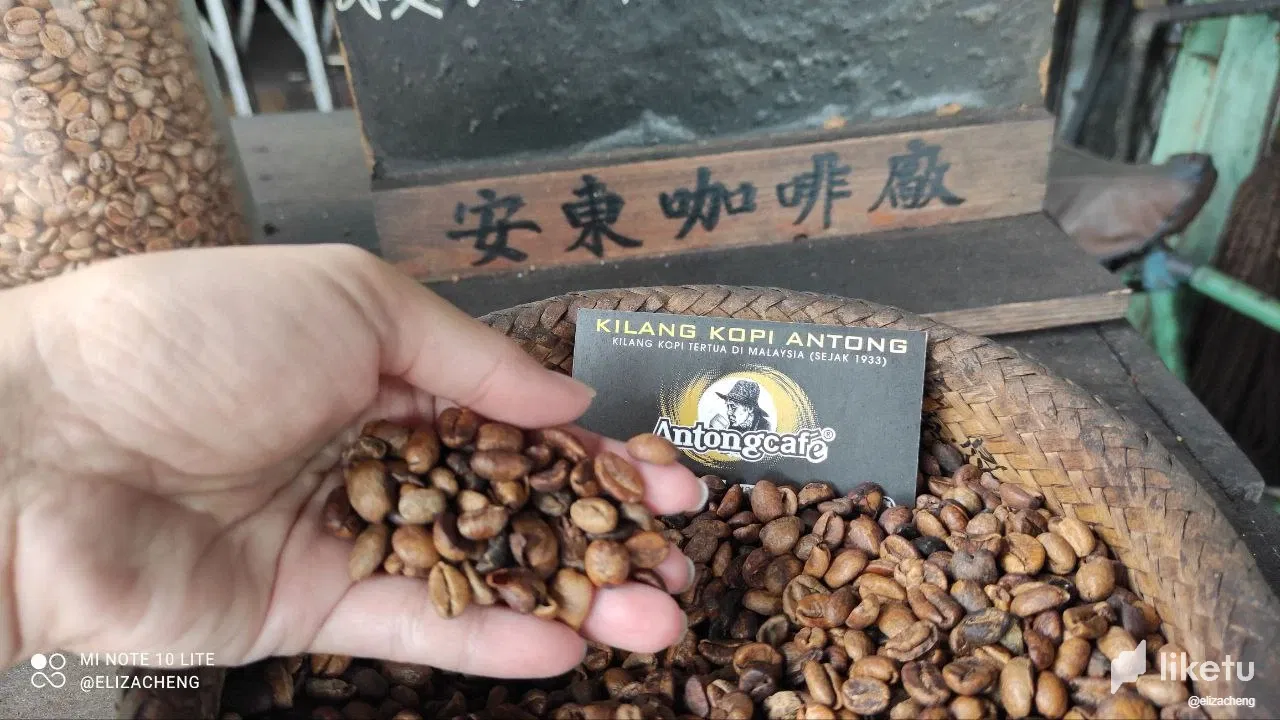 安東咖啡廠
KILANG KOPI ANTONG
KILANG KOPI TERTUA DI MALAYSIA (SEJAK 1933)
Antongcafé®
MI NOTE 10 LITE
@ELIZACHENG
liketu
@elizacheng